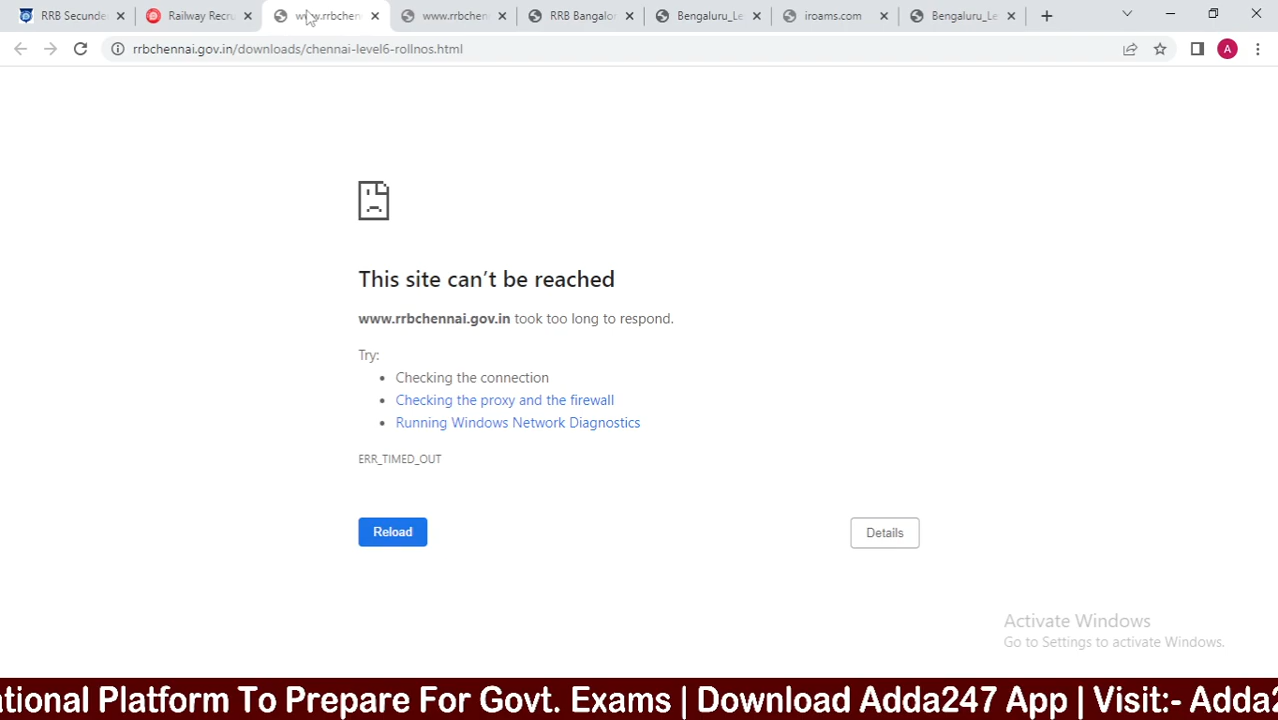 RRB Secunde
Railway Recru
www.rrbchen
www.rrbchen
RRB Bangalo
Bengaluru_Le
iroams.com
Bengaluru_Le
rrbchennai.gov.in/downloads/chennai-level6-rollnos.html
A
This site can't be reached
www.rrbchennai.gov.in took too long to respond.
Try:
• Checking the connection
• Checking the proxy and the firewall
• Running Windows Network Diagnostics
ERR_TIMED_OUT
Reload
Details
Activate Windows
Go to Settings to activate Windows.
ational Platform To Prepare For Govt. Exams | Download Adda247 App | Visit:- Adda2